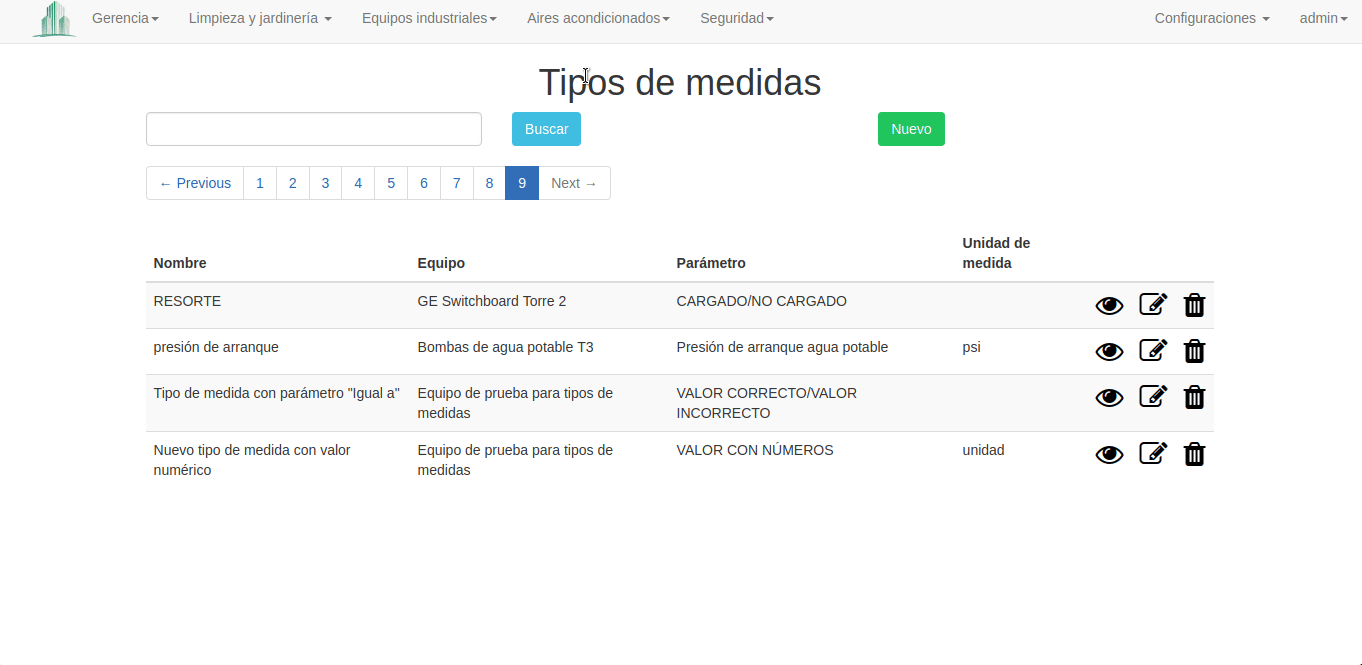 Gerencia Limpieza y jardinería Equipos industriales Aires acondicionados Seguridad Configuraciones admin
Tipos de medidas
Buscar Nuevo
← Previous 1 2 3 4 5 6 7 8 9 Next →
Nombre Equipo Parámetro Unidad de
medida
RESORTE GE Switchboard Torre 2 CARGADO/NO CARGADO
presión de arranque Bombas de agua potable T3 Presión de arranque agua potable psi
Tipo de medida con parámetro "Igual a" Equipo de prueba para tipos de VALOR CORRECTO/VALOR
medidas INCORRECTO
Nuevo tipo de medida con valor Equipo de prueba para tipos de VALOR CON NÚMEROS unidad
numérico medidas